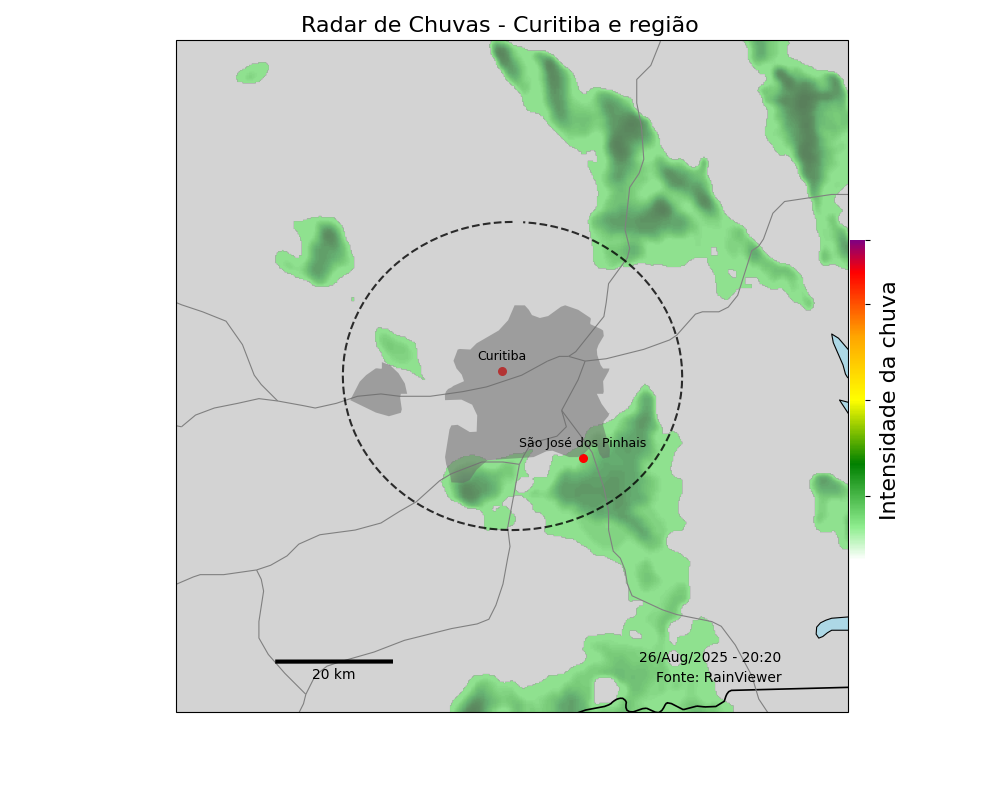 Radar de Chuvas - Curitiba e região
Curitiba
São José dos Pinhais
Intensidade da chuva
26/Aug/2025 - 20:20
Fonte: RainViewer
20 km